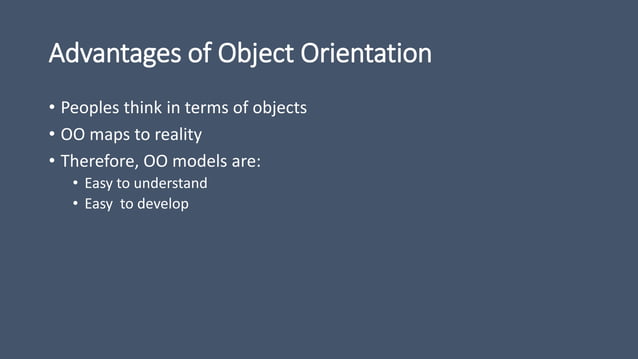 Advantages of Object Orientation
• Peoples think in terms of objects
• OO maps to reality
• Therefore, OO models are:
• Easy to understand
• Easy  to develop